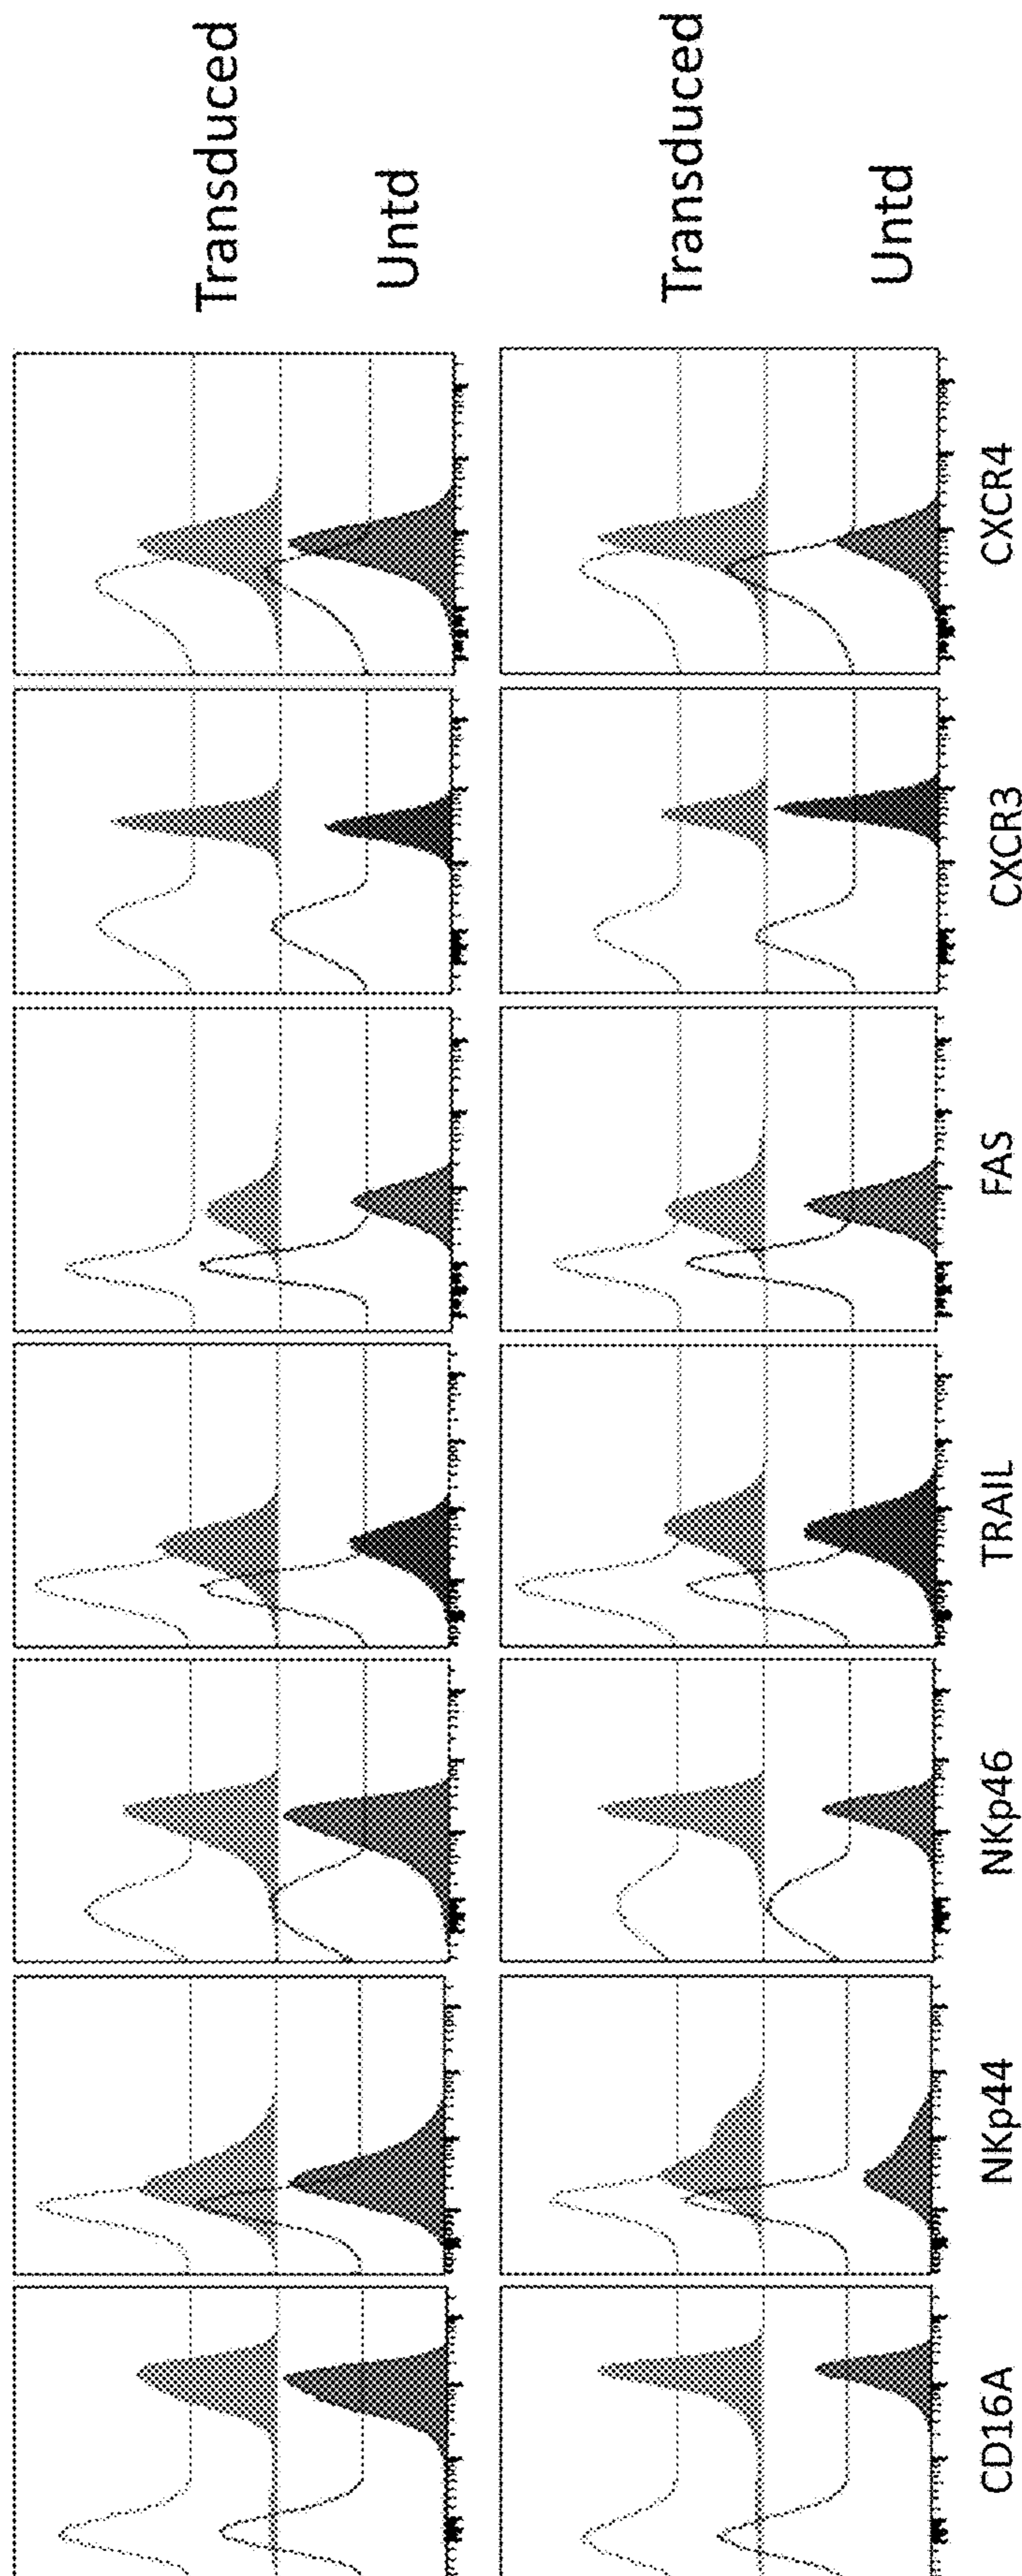 Transduced
Untd
Transduced
Untd
CD16A
NKp44
NKp46
TRAIL
FAS
CXCR3
CXCR4